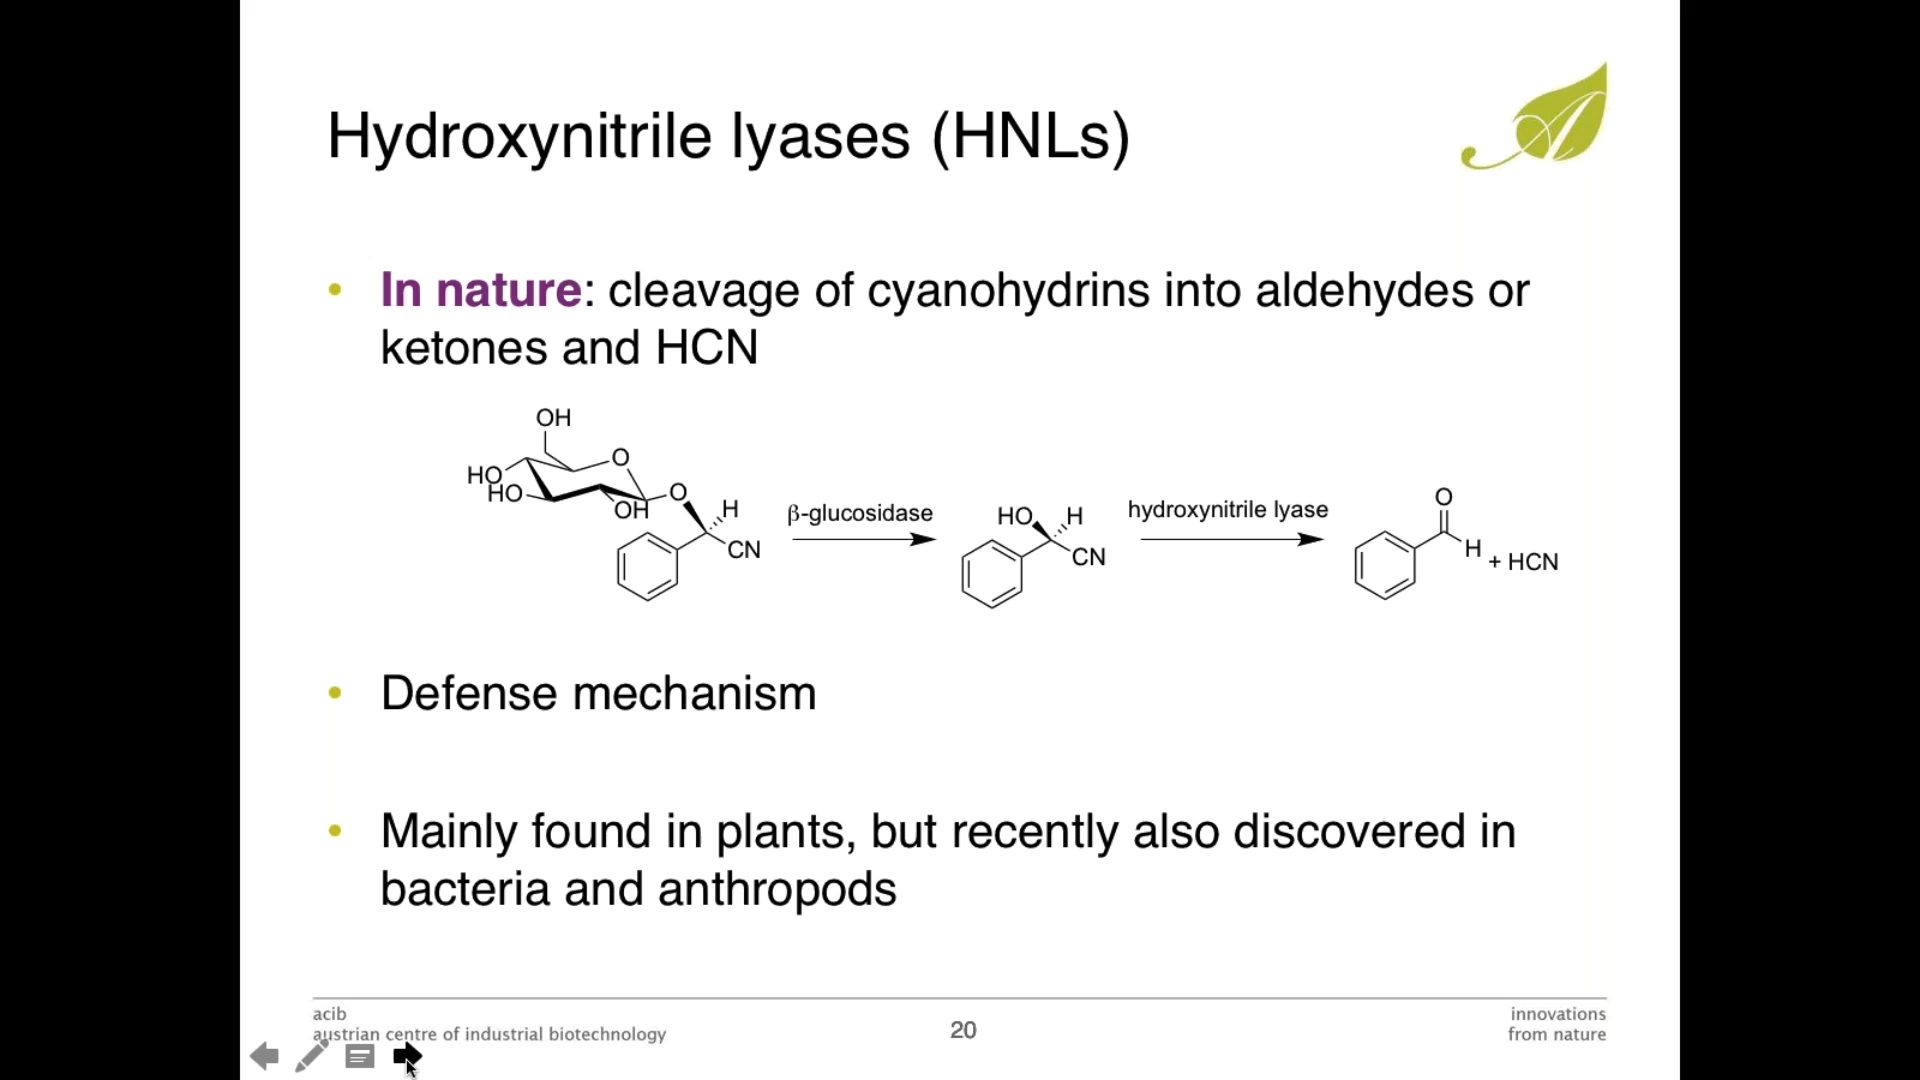 Hydroxynitrile lyases (HNLs)
• In nature: cleavage of cyanohydrins into aldehydes or
ketones and HCN
OH
O
HO
HO
OH
O
H
CN
β-glucosidase
HO
H
CN
hydroxynitrile lyase
O
H
+ HCN
• Defense mechanism
• Mainly found in plants, but recently also discovered in
bacteria and anthropods
acib
austrian centre of industrial biotechnology
20
innovations
from nature